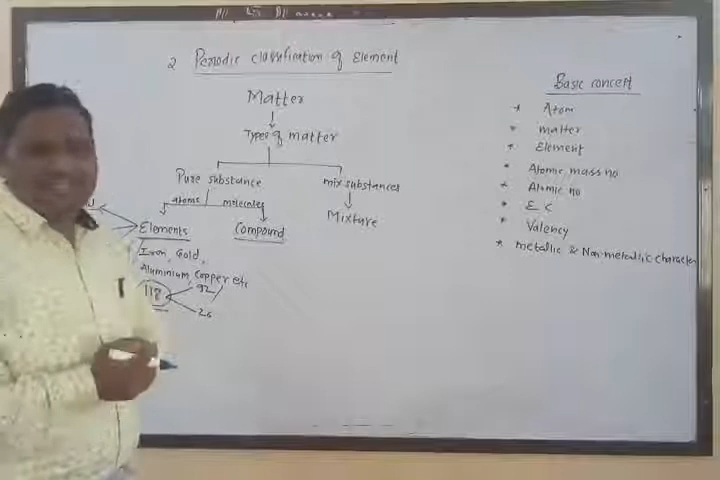 2 Periodic classification of Element
Matter
Types of matter
Pure substance
mix substances
atoms
molecules
Elements
Compound
Mixture
Iron, Gold,
Aluminium, Copper etc
118
92
26
Basic concept
* Atom
* matter
* Element
* Atomic mass no
* Atomic no
* E C
* Valency
* metallic & Non-metallic character